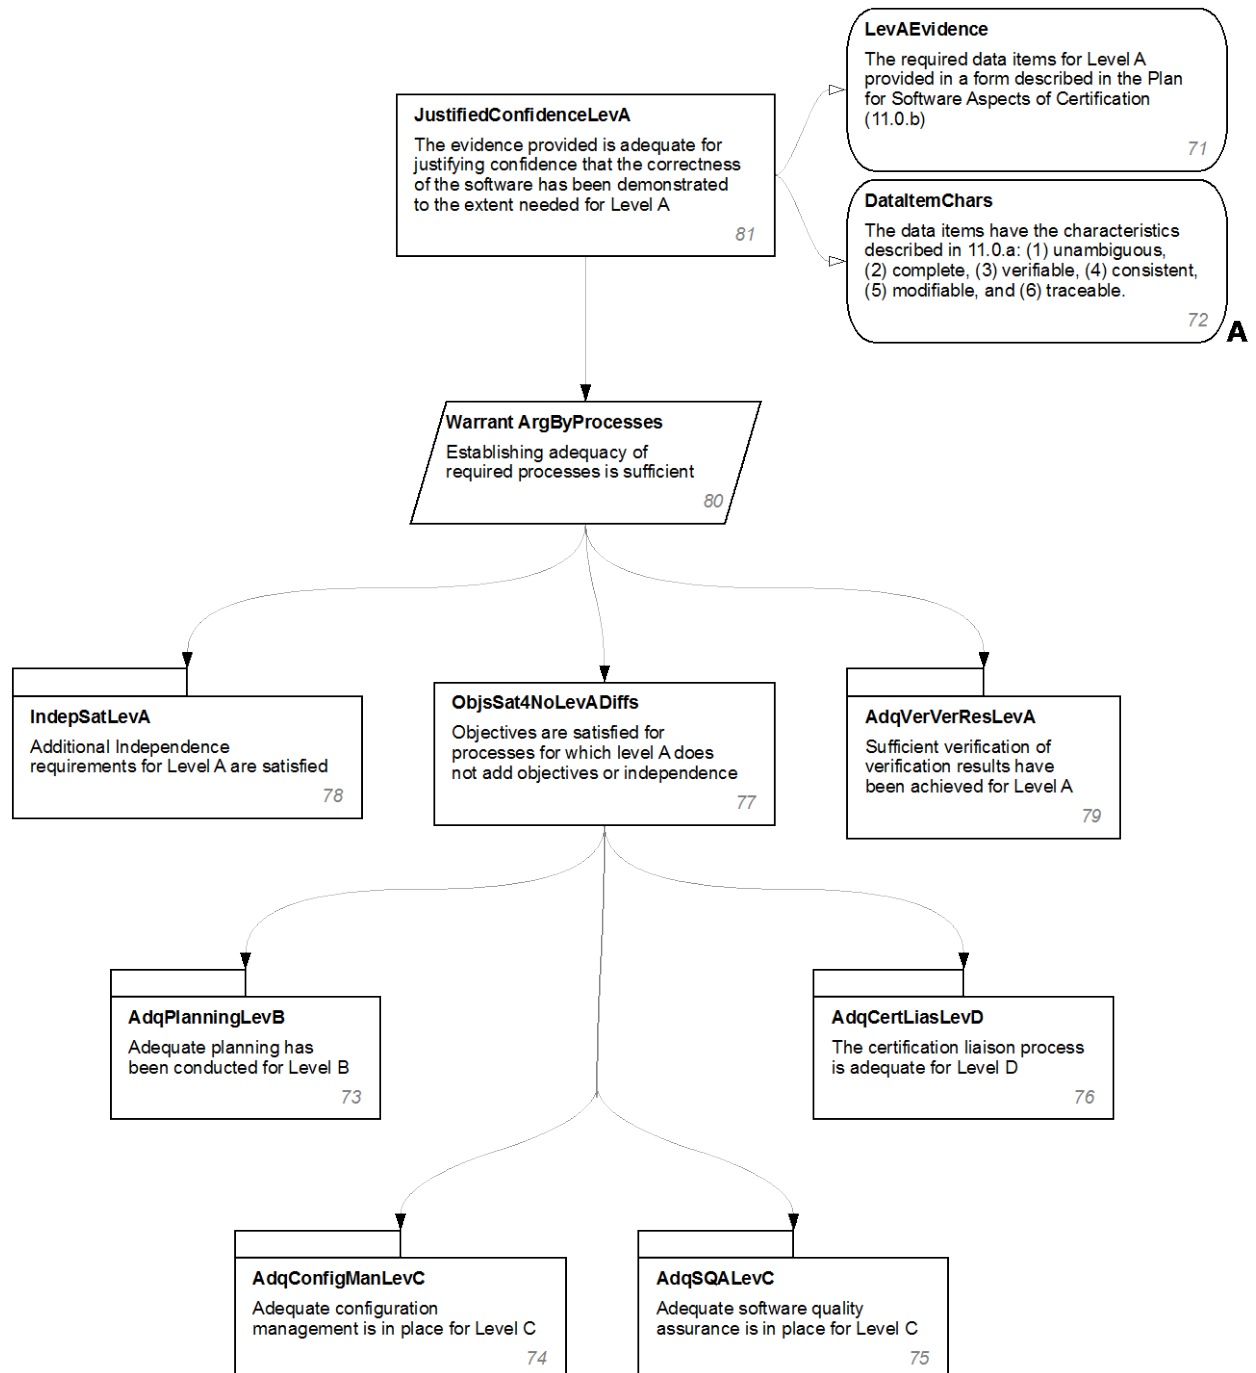 LevAEvidence
The required data items for Level A
provided in a form described in the Plan
for Software Aspects of Certification
(11.0.b)
71
JustifiedConfidenceLevA
The evidence provided is adequate for
justifying confidence that the correctness
of the software has been demonstrated
to the extent needed for Level A
81
DataItemChars
The data items have the characteristics
described in 11.0.a: (1) unambiguous,
(2) complete, (3) verifiable, (4) consistent,
(5) modifiable, and (6) traceable.
72
A
Warrant ArgByProcesses
Establishing adequacy of
required processes is sufficient
80
IndepSatLevA
Additional Independence
requirements for Level A are satisfied
78
ObjsSat4NoLevADiffs
Objectives are satisfied for
processes for which level A does
not add objectives or independence
77
AdqVerVerResLevA
Sufficient verification of
verification results have
been achieved for Level A
79
AdqPlanningLevB
Adequate planning has
been conducted for Level B
73
AdqCertLiasLevD
The certification liaison process
is adequate for Level D
76
AdqConfigManLevC
Adequate configuration
management is in place for Level C
74
AdqSQALevC
Adequate software quality
assurance is in place for Level C
75